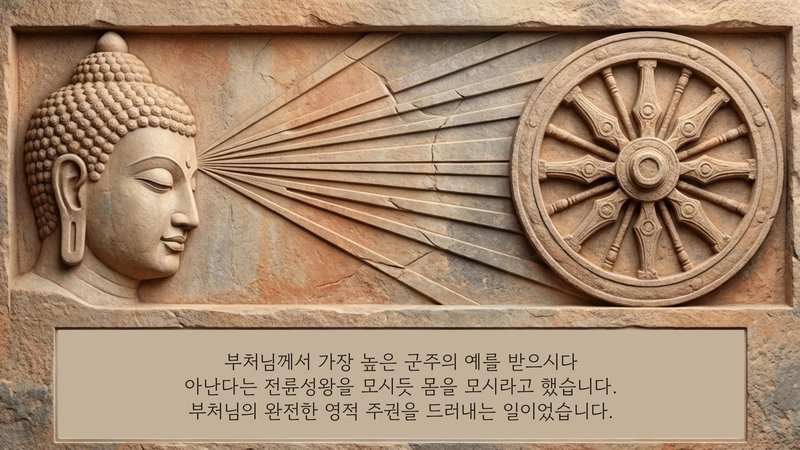 부처님께서 가장 높은 군주의 예를 받으시다
아난다는 전륜성왕을 모시듯 몸을 모시라고 했습니다.
부처님의 완전한 영적 주권을 드러내는 일이었습니다.